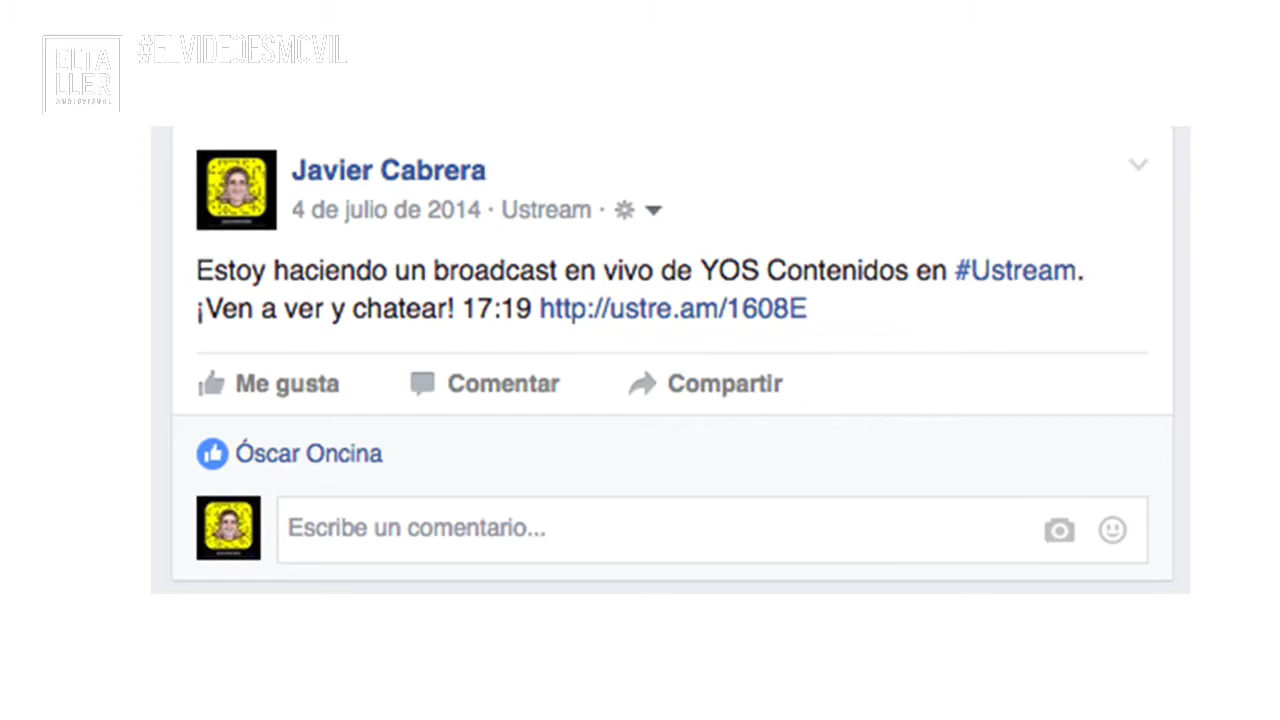 #ELVIDEOESMOVIL
ELTA
LLER
AUDIOVISUAL
Javier Cabrera
4 de julio de 2014 · Ustream ·
Estoy haciendo un broadcast en vivo de YOS Contenidos en #Ustream.
¡Ven a ver y chatear! 17:19 http://ustre.am/1608E
Me gusta Comentar Compartir
Óscar Oncina
Escribe un comentario...